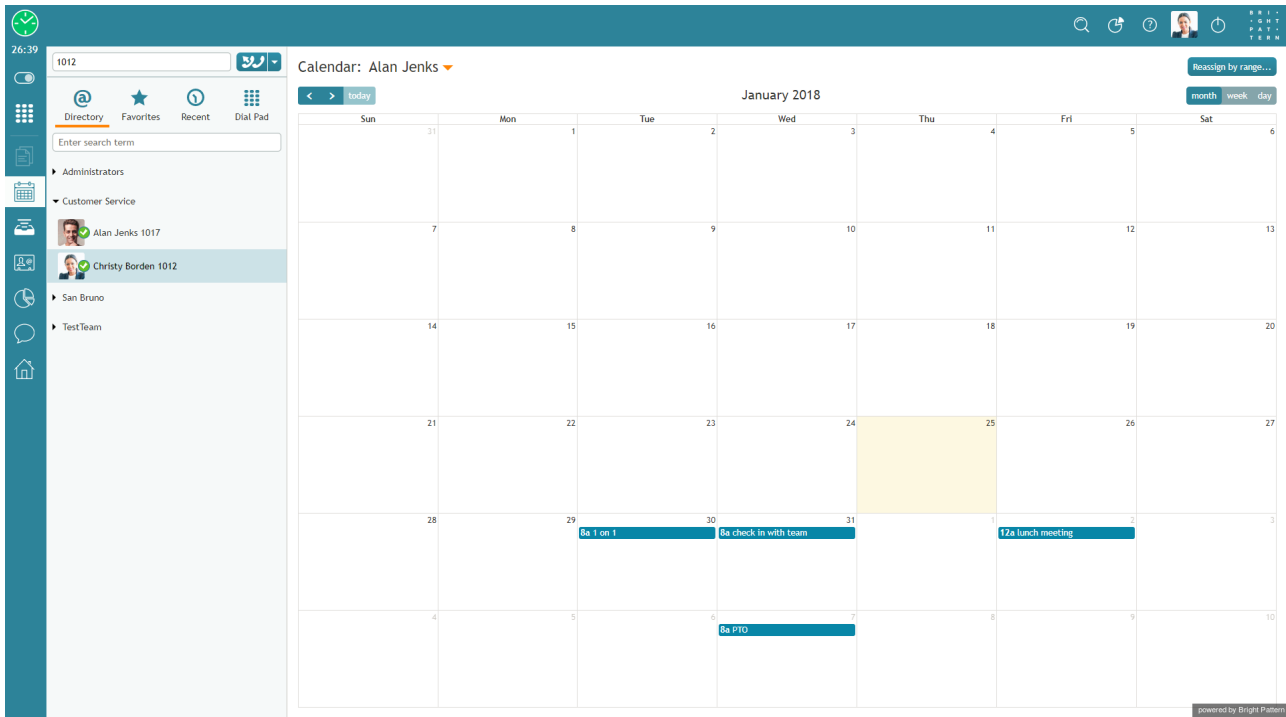 B R I •
• G H T
P A T •
T E R N
26:39
1012
Calendar: Alan Jenks
Reassign by range...
Directory Favorites Recent Dial Pad
today
January 2018
month week day
Sun Mon Tue Wed Thu Fri Sat
Enter search term
31 1 2 3 4 5 6
Administrators
Customer Service
Alan Jenks 1017
7 8 9 10 11 12 13
Christy Borden 1012
San Bruno
TestTeam
14 15 16 17 18 19 20
21 22 23 24 25 26 27
28 29 30 31 1 2 3
8a 1 on 1 8a check in with team 12a lunch meeting
4 5 6 7 8 9 10
8a PTO
powered by Bright Pattern